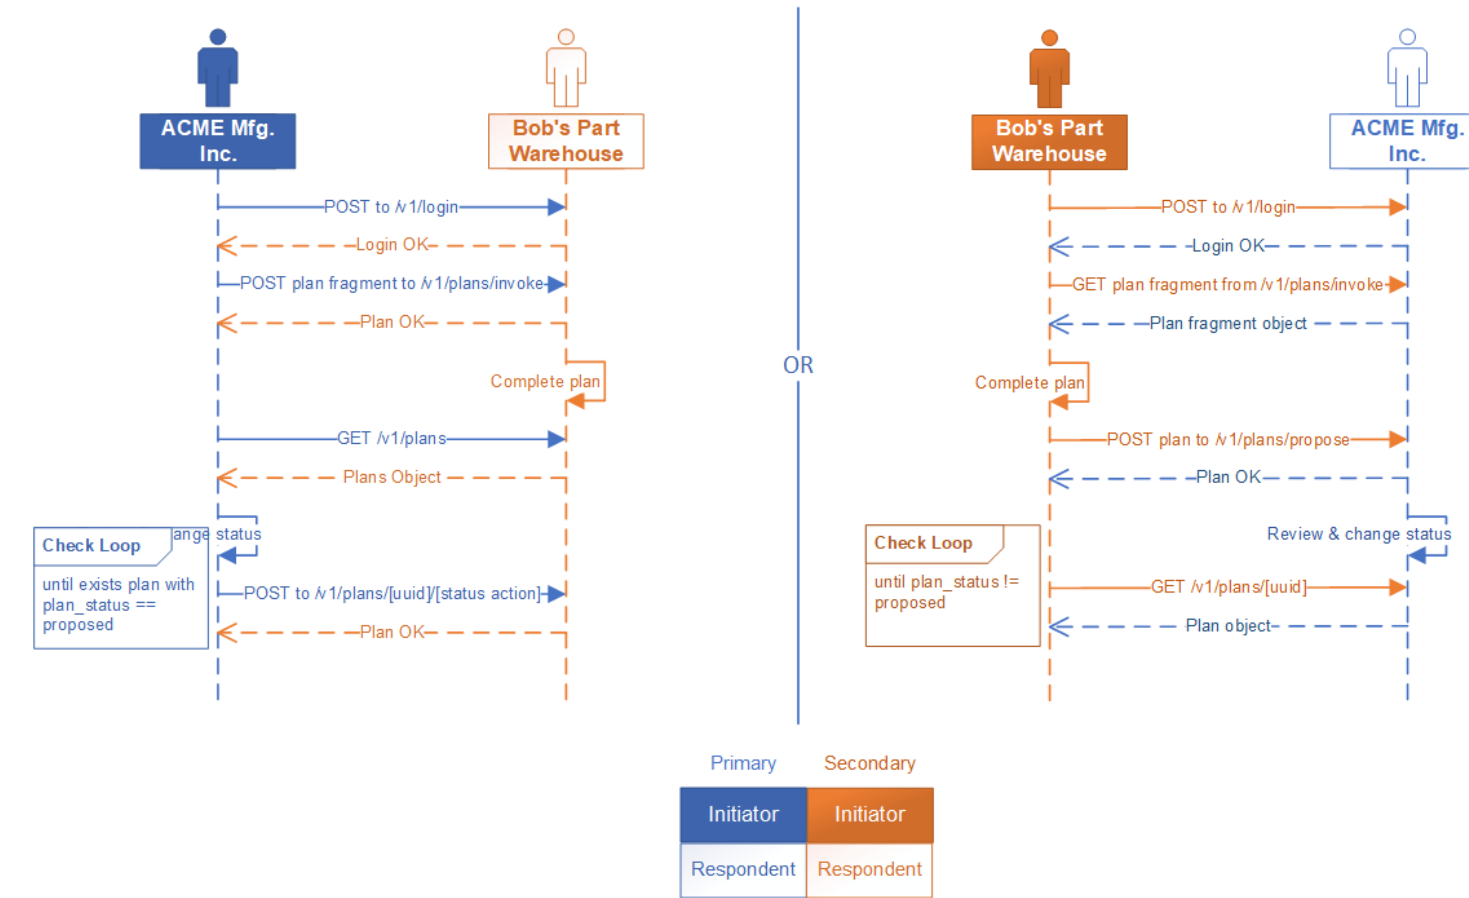 ACME Mfg.
Inc.
Bob's Part
Warehouse
POST to /v1/login
Login OK
POST plan fragment to /v1/plans/invoke
Plan OK
Complete plan
GET /v1/plans
Plans Object
ange status
Check Loop
until exists plan with
plan_status ==
proposed
POST to /v1/plans/[uuid]/[status action]
Plan OK
OR
Bob's Part
Warehouse
ACME Mfg.
Inc.
POST to /v1/login
Login OK
GET plan fragment from /v1/plans/invoke
Plan fragment object
Complete plan
POST plan to /v1/plans/propose
Plan OK
Review & change status
Check Loop
until plan_status !=
proposed
GET /v1/plans/[uuid]
Plan object
Primary
Secondary
Initiator
Initiator
Respondent
Respondent